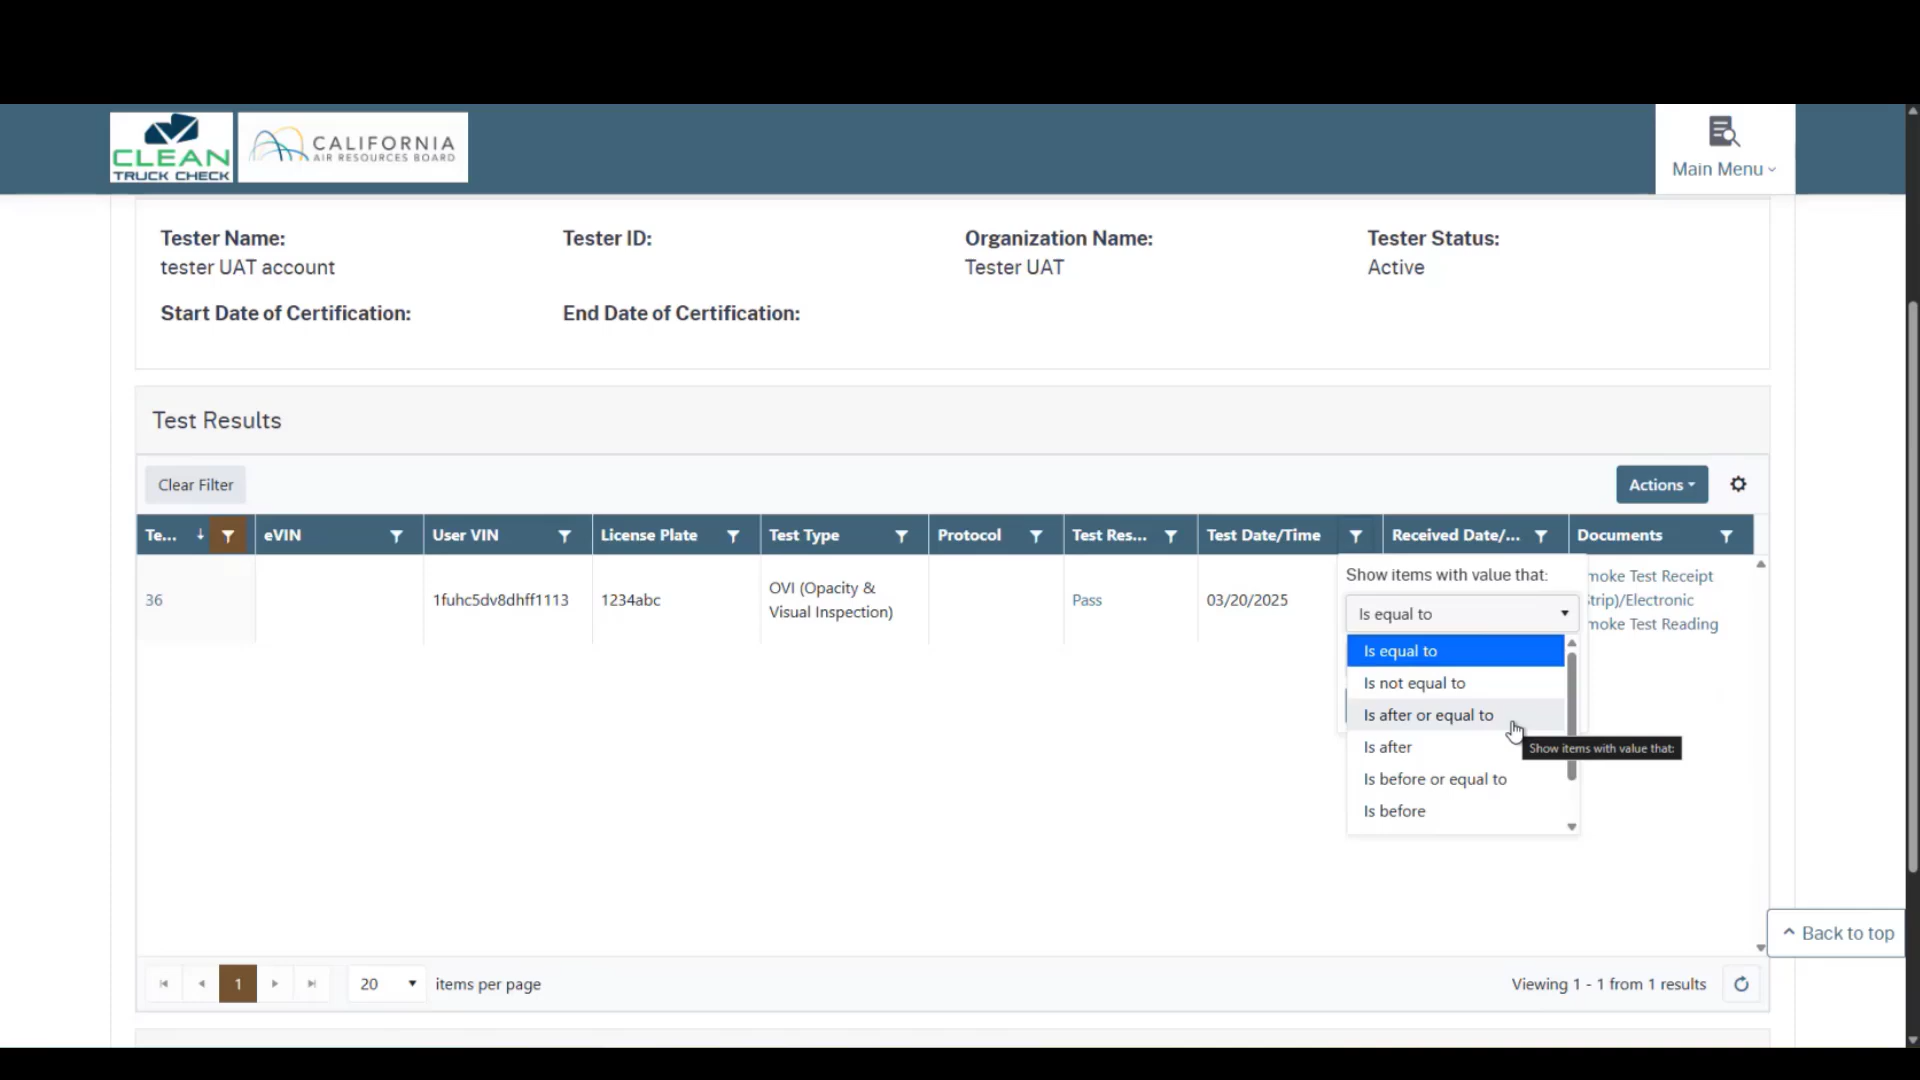 CLEAN
TRUCK CHECK
CALIFORNIA
AIR RESOURCES BOARD
Main Menu
Tester Name:
tester UAT account
Tester ID:
Organization Name:
Tester UAT
Tester Status:
Active
Start Date of Certification:
End Date of Certification:
Test Results
Clear Filter
Actions
Te... eVIN User VIN License Plate Test Type Protocol Test Res... Test Date/Time Received Date/... Documents
36 1fuhc5dv8dhff1113 1234abc
OVI (Opacity &
Visual Inspection)
Pass 03/20/2025
moke Test Receipt
trip)/Electronic
moke Test Reading
Show items with value that:
Is equal to
Is equal to
Is not equal to
Is after or equal to
Is after
Is before or equal to
Is before
Show items with value that:
Back to top
1 20 items per page
Viewing 1 - 1 from 1 results